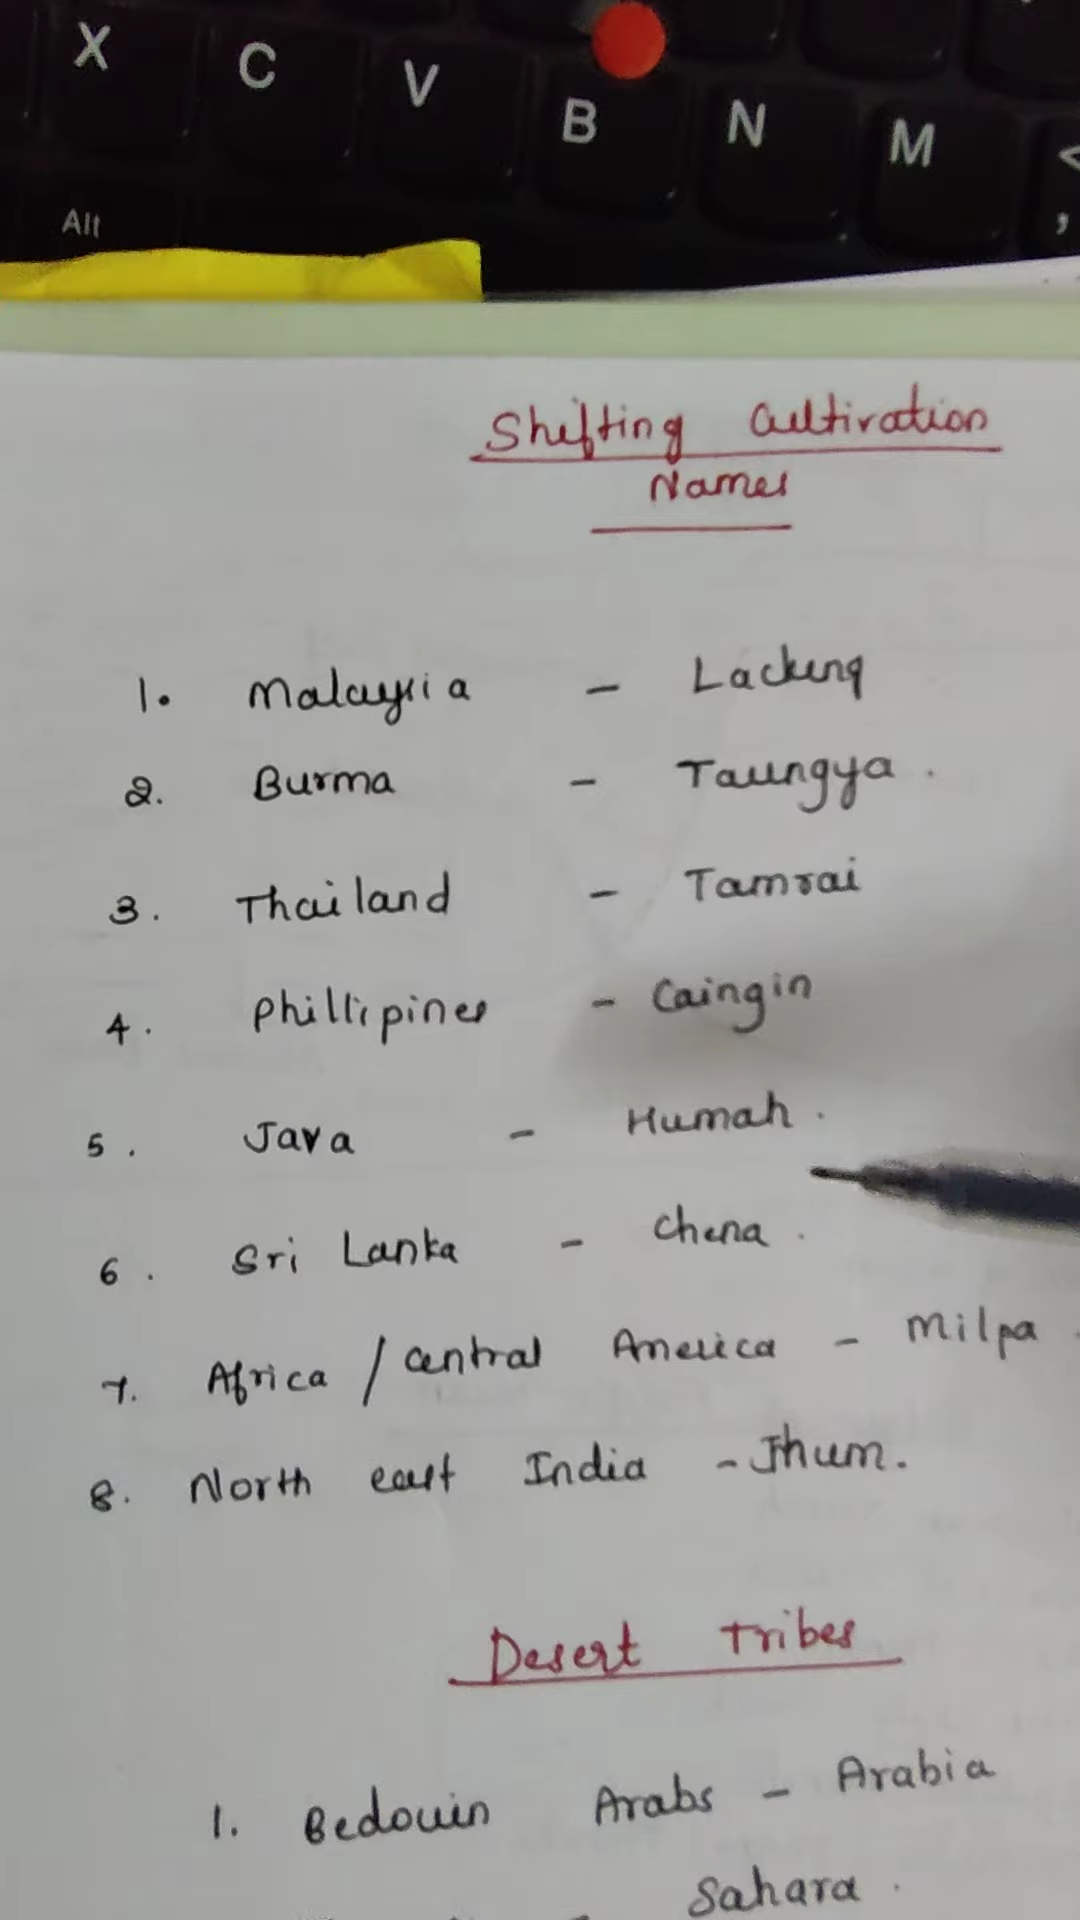 X C V B N M <
Alt ,
Shifting Cultivation
Names
1. Malaysia - Lacking
2. Burma - Taungya.
3. Thailand - Tamrai
4. Phillipines - Caingin
5. Java - Humah.
6. Sri Lanka - Chena.
7. Africa / Central America - Milpa.
8. North east India - Jhum.
Desert Tribes
1. Bedouin Arabs - Arabia
Sahara.